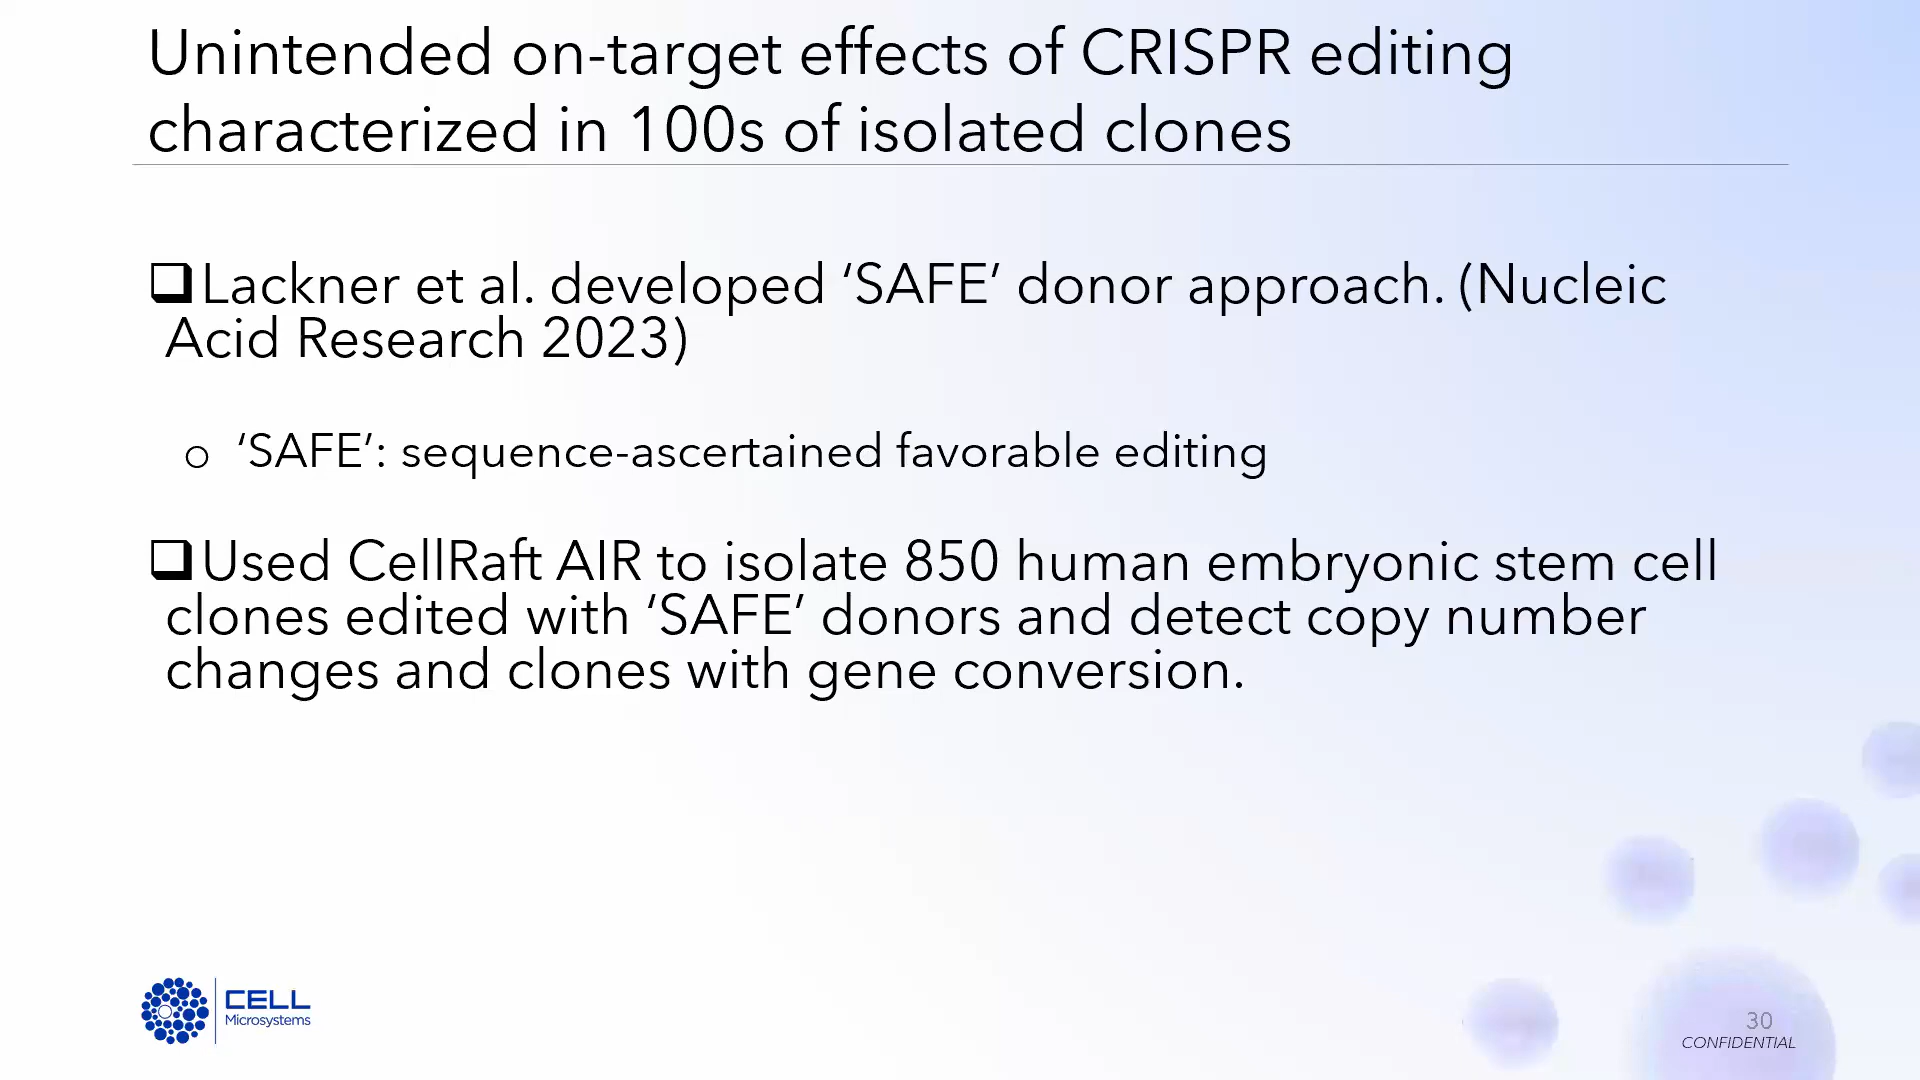 Unintended on-target effects of CRISPR editing
characterized in 100s of isolated clones
❑Lackner et al. developed ‘SAFE’ donor approach. (Nucleic
Acid Research 2023)
o ‘SAFE’: sequence-ascertained favorable editing
❑Used CellRaft AIR to isolate 850 human embryonic stem cell
clones edited with ‘SAFE’ donors and detect copy number
changes and clones with gene conversion.
CELL
Microsystems
30
CONFIDENTIAL